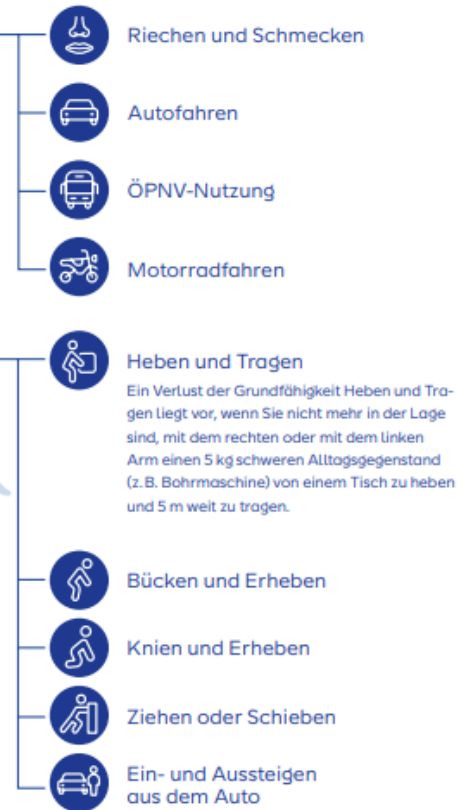 Riechen und Schmecken
Autofahren
ÖPNV-Nutzung
Motorradfahren
Heben und Tragen
Ein Verlust der Grundfähigkeit Heben und Tra-
gen liegt vor, wenn Sie nicht mehr in der Lage
sind, mit dem rechten oder mit dem linken
Arm einen 5 kg schweren Alltagsgegenstand
(z. B. Bohrmaschine) von einem Tisch zu heben
und 5 m weit zu tragen.
Bücken und Erheben
Knien und Erheben
Ziehen oder Schieben
Ein- und Aussteigen
aus dem Auto